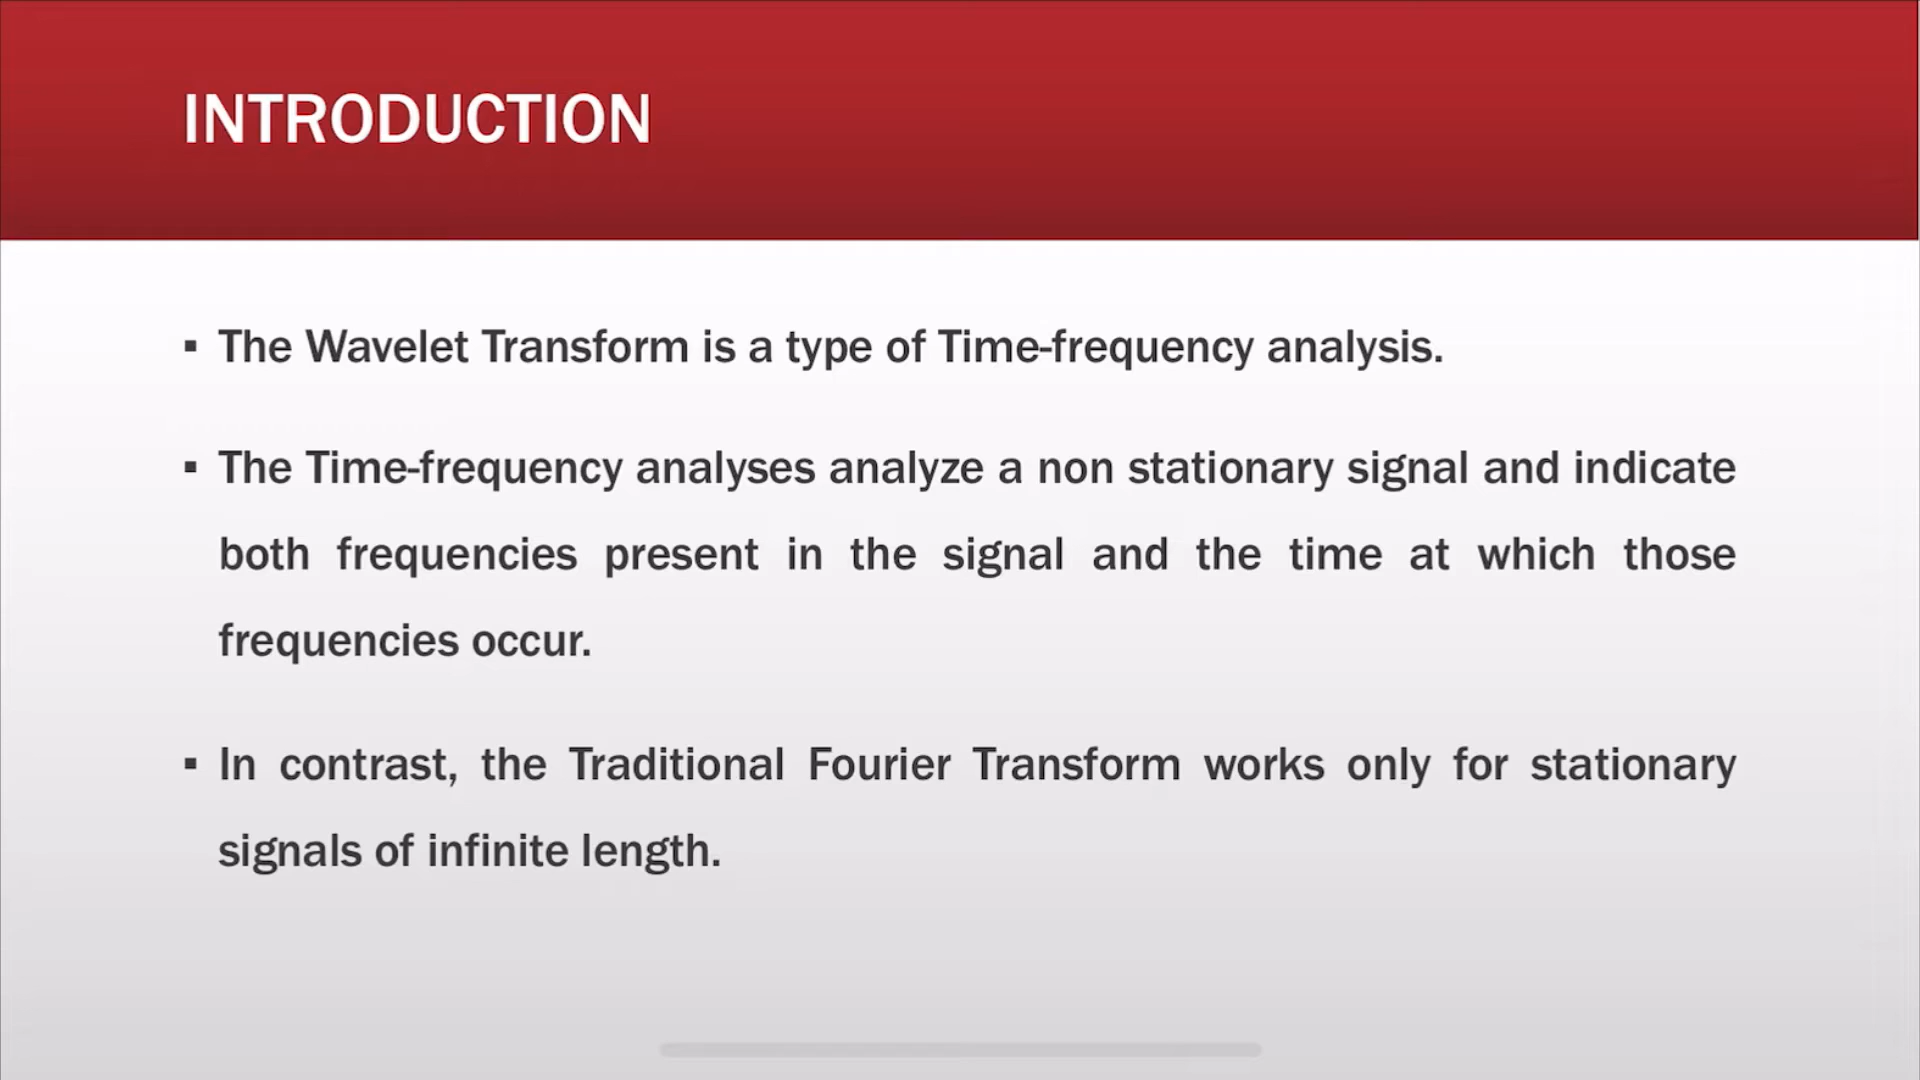 INTRODUCTION
▪ The Wavelet Transform is a type of Time-frequency analysis.
▪ The Time-frequency analyses analyze a non stationary signal and indicate
both frequencies present in the signal and the time at which those
frequencies occur.
▪ In contrast, the Traditional Fourier Transform works only for stationary
signals of infinite length.